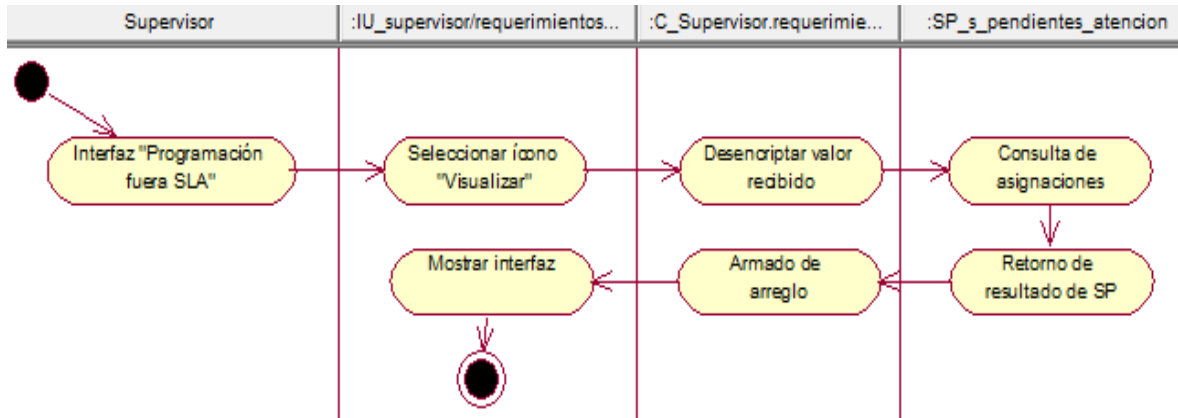 Supervisor
:IU_supervisor/requerimientos...
:C_Supervisor.requerimie...
:SP_s_pendientes_atencion
Interfaz "Programación
fuera SLA"
Seleccionar ícono
"Visualizar"
Desencriptar valor
recibido
Consulta de
asignaciones
Mostrar interfaz
Armado de
arreglo
Retorno de
resultado de SP